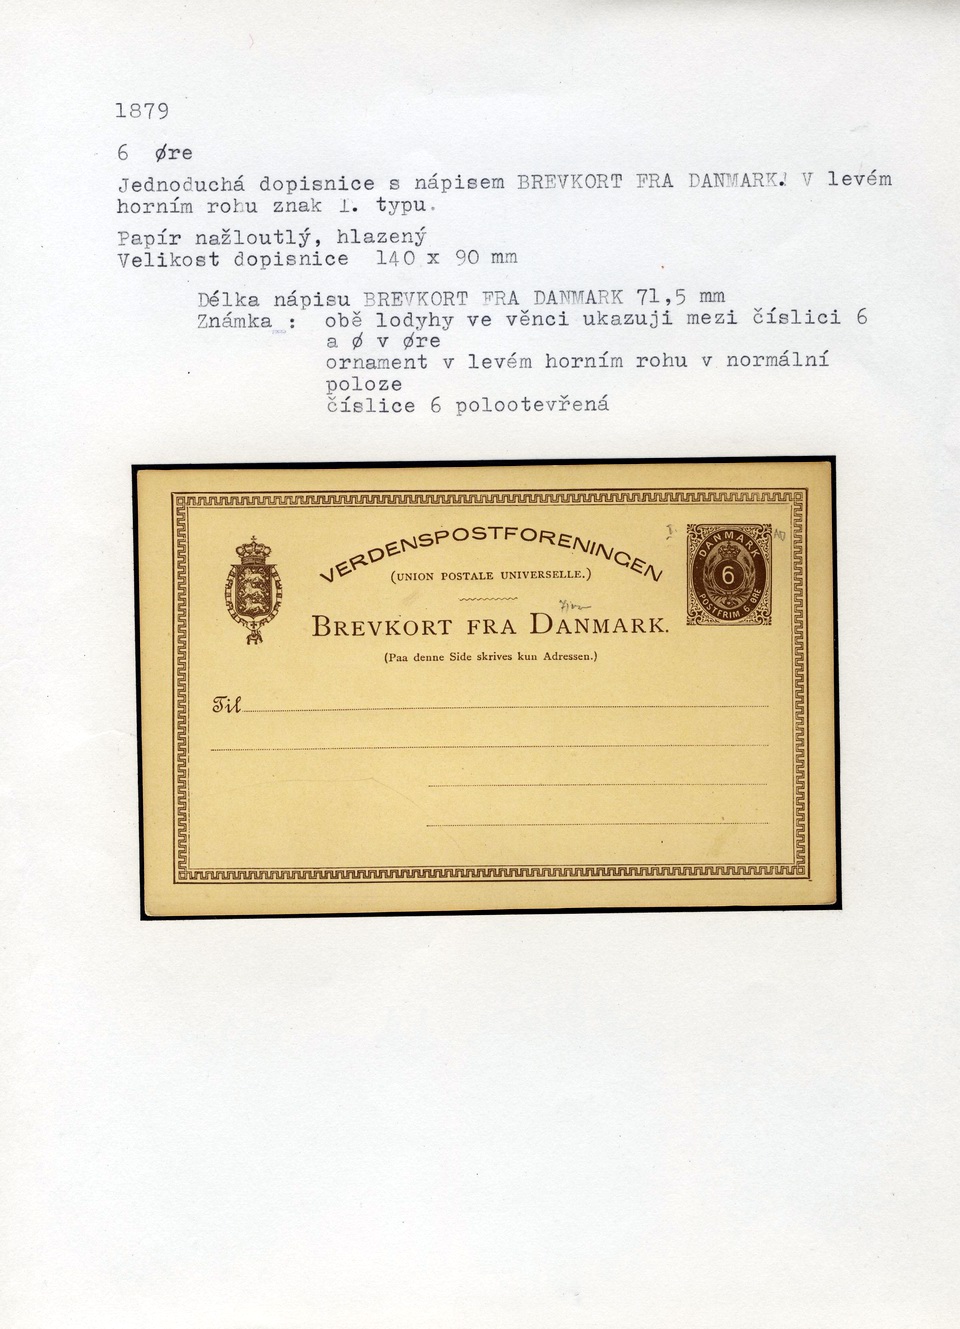 1879
6 øre
Jednoduchá dopisnice s nápisem BREVKORT FRA DANMARK. V levém
horním rohu znak 1. typu.
Papír nažloutlý, hlazený
Velikost dopisnice 140 x 90 mm
Délka nápisu BREVKORT FRA DANMARK 71,5 mm
Známka : obě lodyhy ve věnci ukazuji mezi číslici 6
a ø v øre
ornament v levém horním rohu v normální
poloze
číslice 6 polootevřená
VERDENSPOSTFORENINGEN
(UNION POSTALE UNIVERSELLE.)
BREVKORT FRA DANMARK.
(Paa denne Side skrives kun Adressen.)
Til
I.
DANMARK
6
POSTFRIM 6 ØRE